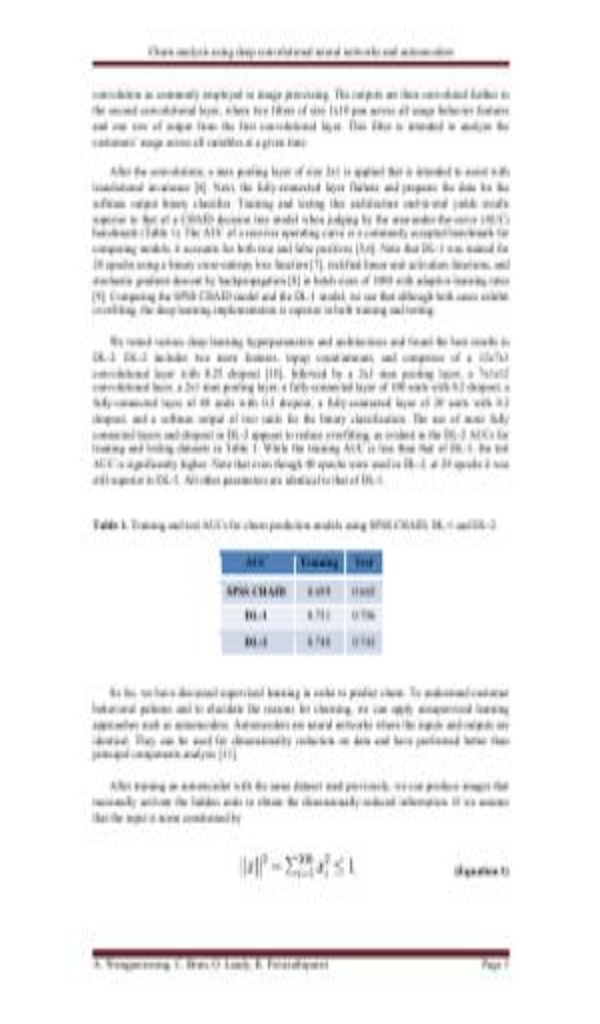 Churn analysis using deep convolutional neural networks and autoencoders
convolution as commonly employed in image processing. The outputs are then convoluted further in
the second convolutional layer, where two filters of size 1x10 pan across all usage behavior features
and one row of output from the first convolutional layer. This filter is intended to analyze the
customers' usage across all variables at a given time.
After the convolutions, a max pooling layer of size 2x1 is applied that is intended to assist with
translational invariance [6]. Next, the fully-connected layer flattens and prepares the data for the
softmax output binary classifier. Training and testing this architecture end-to-end yields results
superior to that of a CHAID decision tree model when judging by the area-under-the-curve (AUC)
benchmark (Table 1). The AUC of a receiver operating curve is a commonly accepted benchmark for
comparing models; it accounts for both true and false positives [5,6]. Note that DL-1 was trained for
20 epochs using a binary cross-entropy loss function [7], rectified linear unit activation functions, and
stochastic gradient descent by backpropagation [8] in batch sizes of 1000 with adaptive learning rates
[9]. Comparing the SPSS CHAID model and the DL-1 model, we see that although both cases exhibit
overfitting, the deep learning implementation is superior in both training and testing.
We tested various deep learning hyperparameters and architectures and found the best results in
DL-2. DL-2 includes two more features, topup count/amount, and comprises of a 12x7x1
convolutional layer with 0.25 dropout [10], followed by a 2x1 max pooling layer, a 7x1x12
convolutional layer, a 2x1 max pooling layer, a fully-connected layer of 100 units with 0.2 dropout, a
fully-connected layer of 40 units with 0.2 dropout, a fully-connected layer of 20 units with 0.2
dropout, and a softmax output of two units for the binary classification. The use of more fully
connected layers and dropout in DL-2 appears to reduce overfitting, as evident in the DL-2 AUCs for
training and testing datasets in Table 1. While the training AUC is less than that of DL-1, the test
AUC is significantly higher. Note that even though 40 epochs were used in DL-2, at 20 epochs it was
still superior to DL-1. All other parameters are identical to that of DL-1.
Table 1. Training and test AUCs for churn prediction models using SPSS CHAID, DL-1 and DL-2.
AUC Training Test
SPSS CHAID
DL-1 0.751 0.706
DL-2
So far, we have discussed supervised learning in order to predict churn. To understand customer
behavioral patterns and to elucidate the reasons for churning, we can apply unsupervised learning
approaches such as autoencoders. Autoencoders are neural networks where the inputs and outputs are
identical. They can be used for dimensionality reduction on data and have performed better than
principal components analysis [11].
After training an autoencoder with the same dataset used previously, we can produce images that
maximally activate the hidden units to obtain the dimensionally-reduced information. If we assume
that the input is norm constrained by
||x||² = Σ x² ≤ 1 (Equation 1)
A. Wangperawong, C. Brun, O. Laudy, R. Pavasuthipaisit Page 3